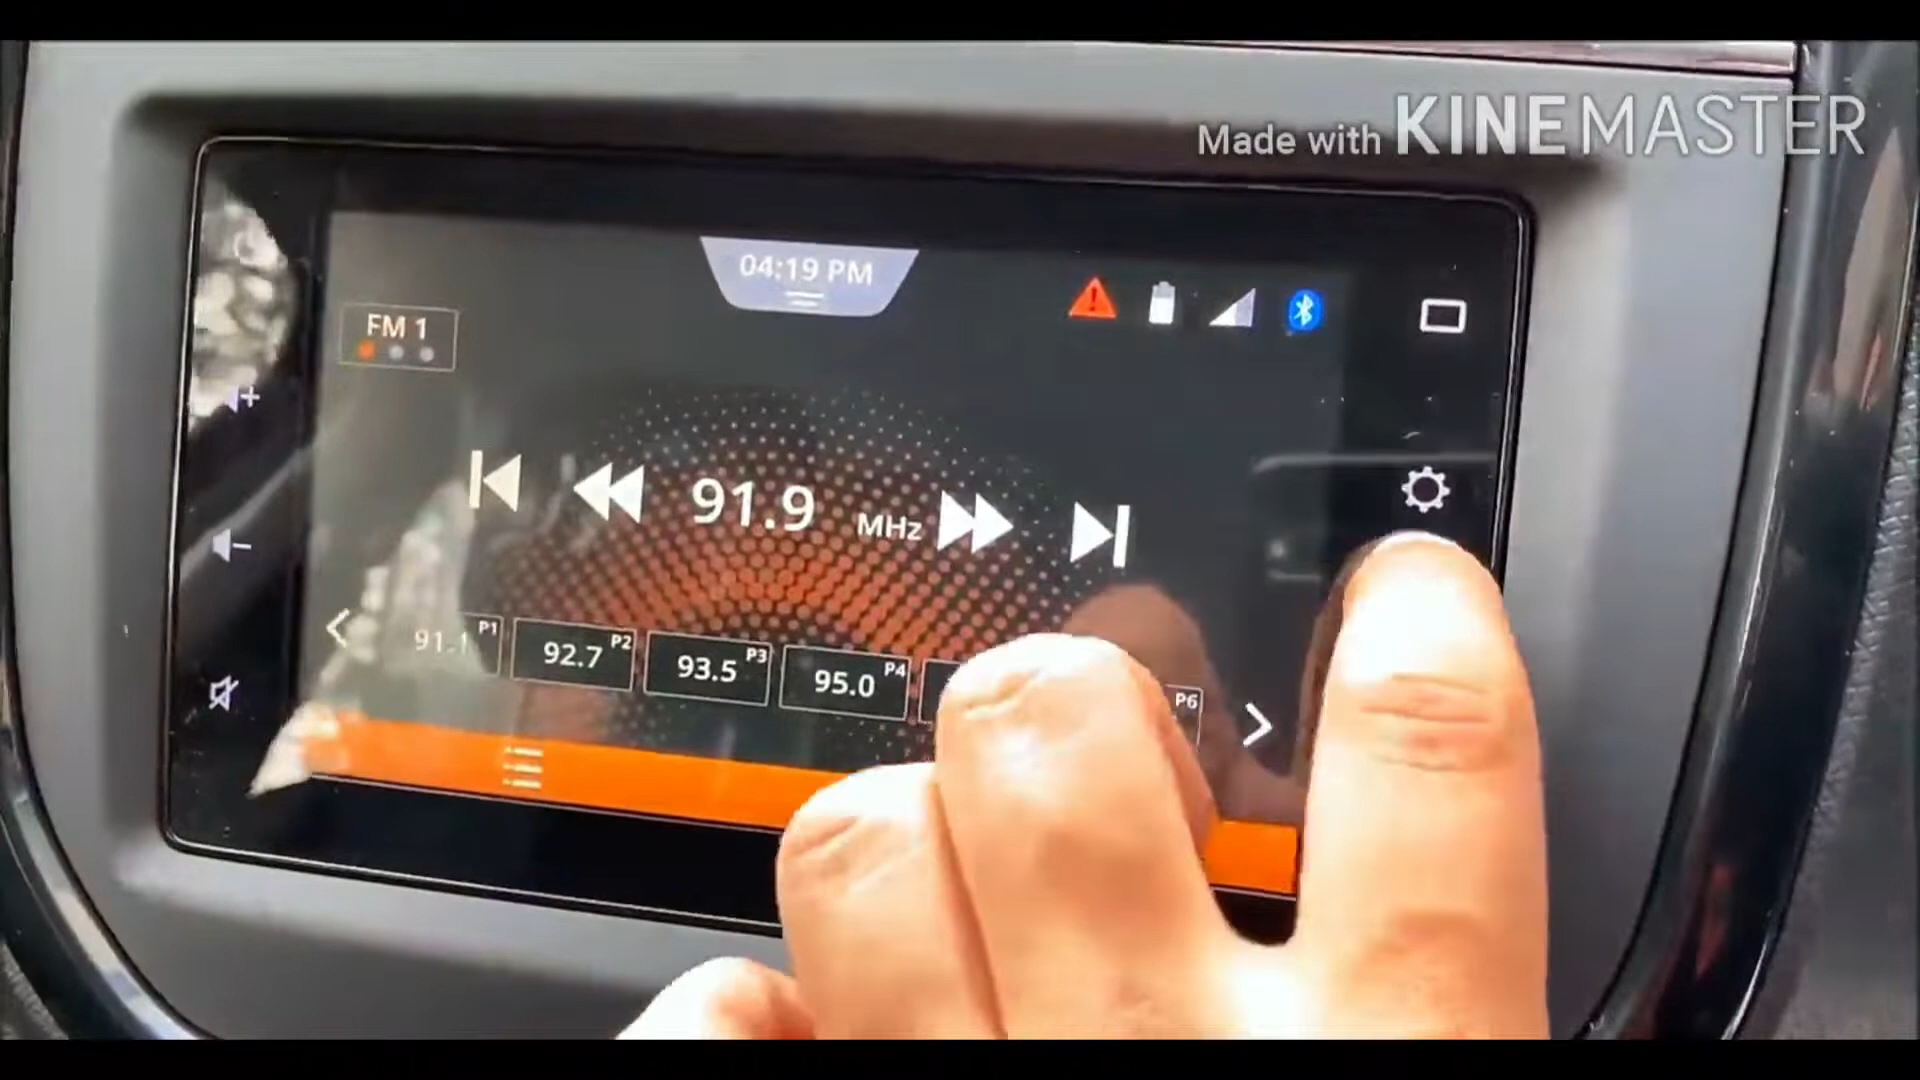 Made with KINEMASTER
04:19 PM
FM 1
91.9 MHz
91.1 P1
92.7 P2
93.5 P3
95.0 P4
P6